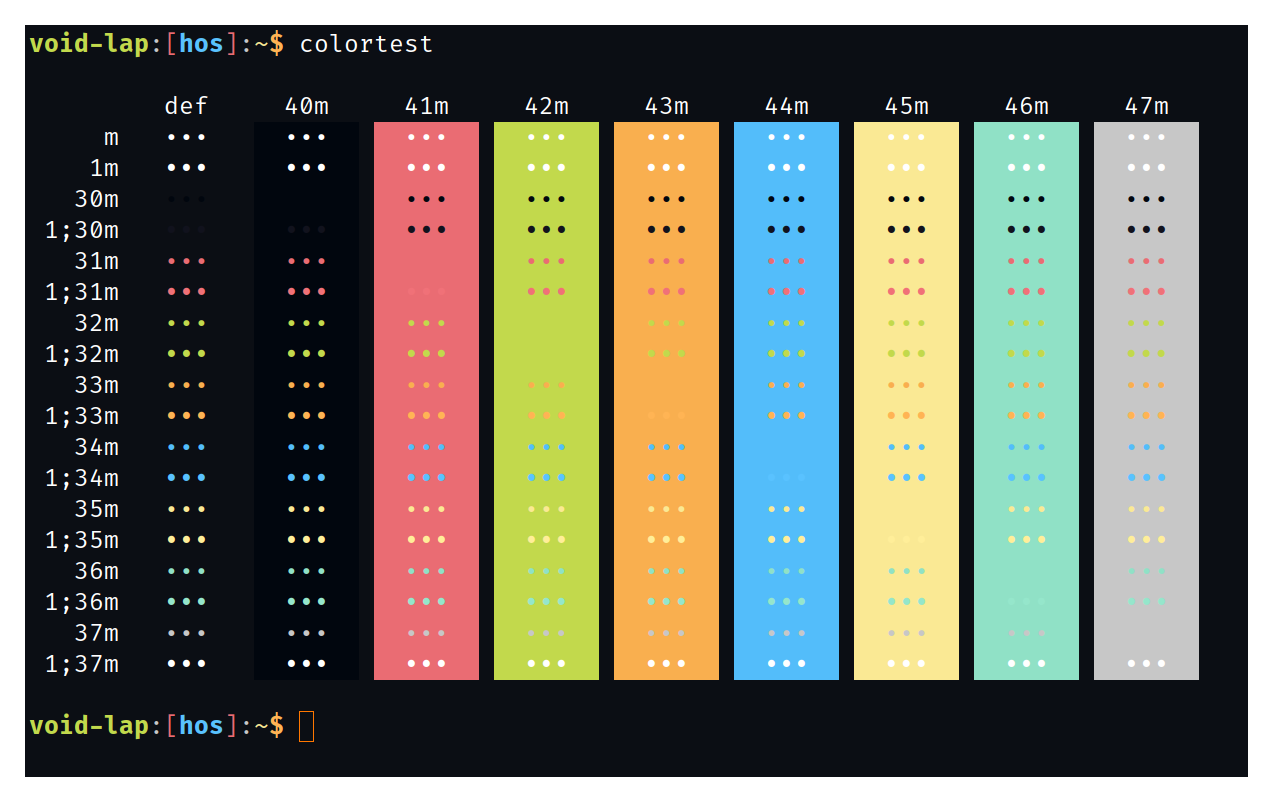 void-lap:[hos]:~$ colortest
def 40m 41m 42m 43m 44m 45m 46m 47m
m ••• ••• ••• ••• ••• ••• ••• ••• •••
1m ••• ••• ••• ••• ••• ••• ••• ••• •••
30m ••• ••• ••• ••• ••• ••• ••• •••
1;30m ••• ••• ••• ••• ••• ••• ••• ••• •••
31m ••• ••• ••• ••• ••• ••• ••• •••
1;31m ••• ••• ••• ••• ••• ••• ••• ••• •••
32m ••• ••• ••• ••• ••• ••• ••• •••
1;32m ••• ••• ••• ••• ••• ••• ••• •••
33m ••• ••• ••• ••• ••• ••• ••• •••
1;33m ••• ••• ••• ••• ••• ••• ••• ••• •••
34m ••• ••• ••• ••• ••• ••• ••• •••
1;34m ••• ••• ••• ••• ••• ••• ••• ••• •••
35m ••• ••• ••• ••• ••• ••• ••• •••
1;35m ••• ••• ••• ••• ••• ••• ••• ••• •••
36m ••• ••• ••• ••• ••• ••• ••• •••
1;36m ••• ••• ••• ••• ••• ••• ••• ••• •••
37m ••• ••• ••• ••• ••• ••• ••• •••
1;37m ••• ••• ••• ••• ••• ••• ••• ••• •••
void-lap:[hos]:~$